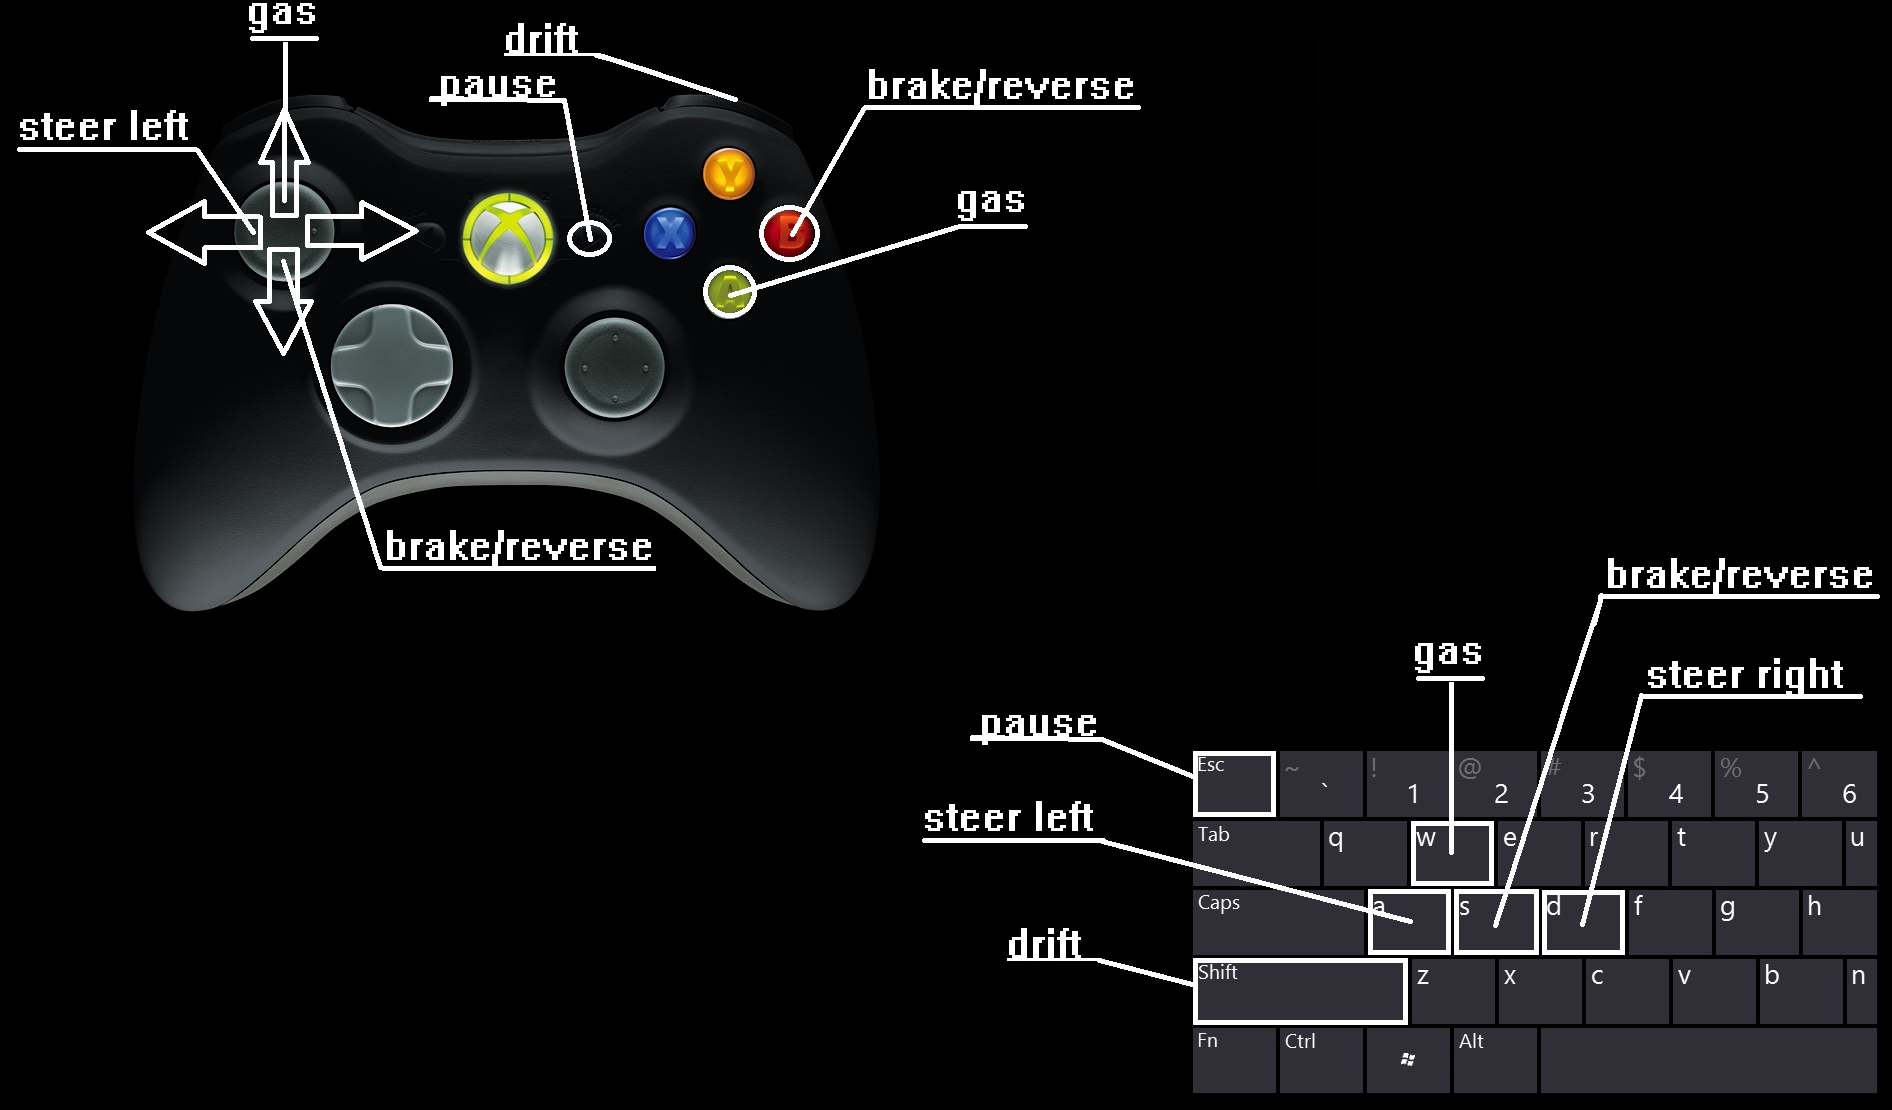 gas
drift
pause
brake/reverse
steer left
gas
Y
X
B
A
brake/reverse
brake/reverse
gas
steer right
pause
steer left
drift
Esc ~ ` ! 1 @ 2 # 3 $ 4 % 5 ^ 6
Tab q w e r t y u
Caps a s d f g h
Shift z x c v b n
Fn Ctrl Alt